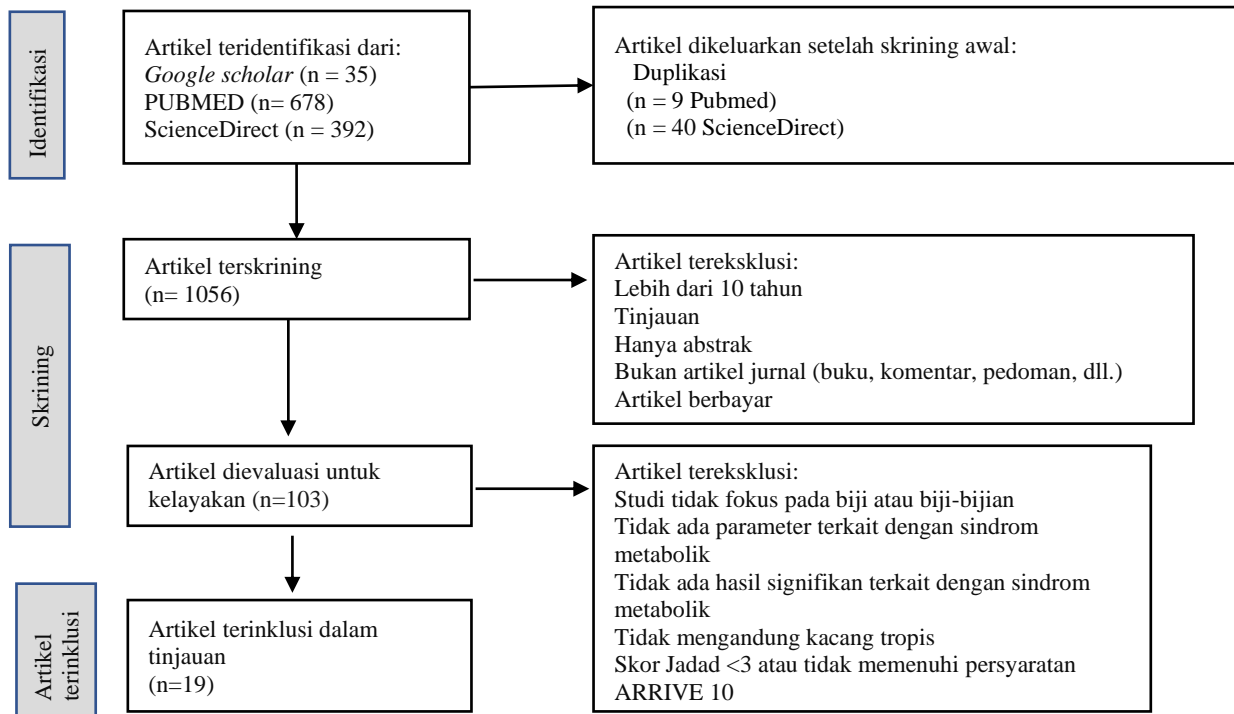 Identifikasi
Artikel teridentifikasi dari:
Google scholar (n = 35)
PUBMED (n= 678)
ScienceDirect (n = 392)
Artikel dikeluarkan setelah skrining awal:
Duplikasi
(n = 9 Pubmed)
(n = 40 ScienceDirect)
Skrining
Artikel terskrining
(n= 1056)
Artikel tereksklusi:
Lebih dari 10 tahun
Tinjauan
Hanya abstrak
Bukan artikel jurnal (buku, komentar, pedoman, dll.)
Artikel berbayar
Artikel dievaluasi untuk
kelayakan (n=103)
Artikel tereksklusi:
Studi tidak fokus pada biji atau biji-bijian
Tidak ada parameter terkait dengan sindrom
metabolik
Tidak ada hasil signifikan terkait dengan sindrom
metabolik
Tidak mengandung kacang tropis
Skor Jadad <3 atau tidak memenuhi persyaratan
ARRIVE 10
Artikel
terinklusi
Artikel terinklusi dalam
tinjauan
(n=19)